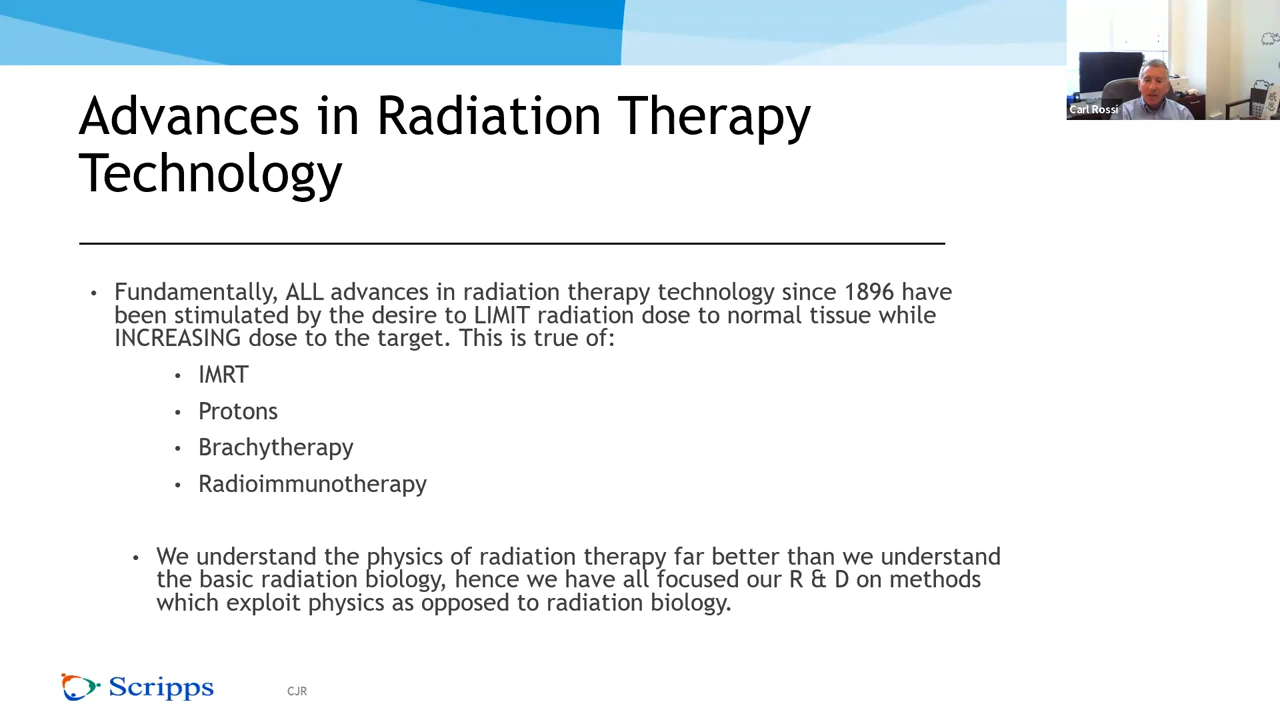 Carl Rossi
Advances in Radiation Therapy
Technology
• Fundamentally, ALL advances in radiation therapy technology since 1896 have
been stimulated by the desire to LIMIT radiation dose to normal tissue while
INCREASING dose to the target. This is true of:
• IMRT
• Protons
• Brachytherapy
• Radioimmunotherapy
• We understand the physics of radiation therapy far better than we understand
the basic radiation biology, hence we have all focused our R & D on methods
which exploit physics as opposed to radiation biology.
Scripps
CJR